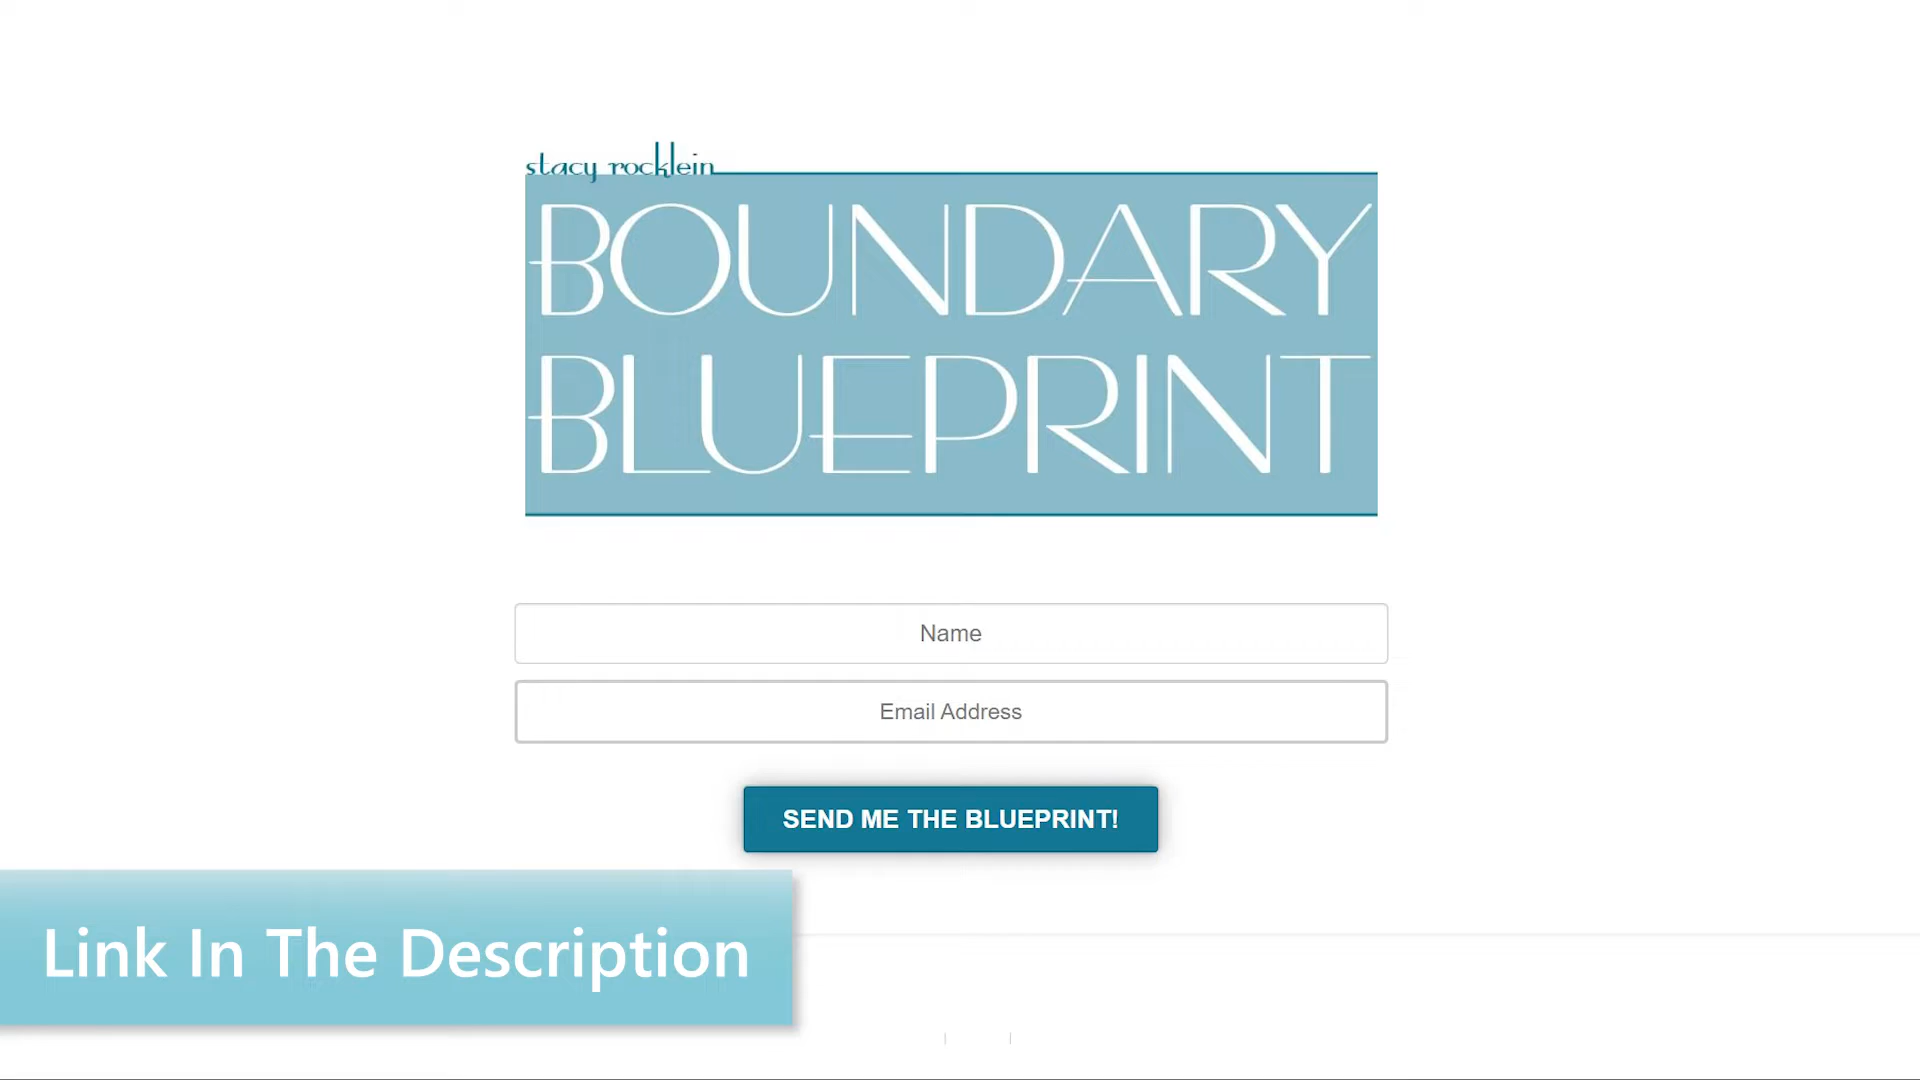 stacy rocklein
BOUNDARY
BLUEPRINT
Name
Email Address
SEND ME THE BLUEPRINT!
Link In The Description